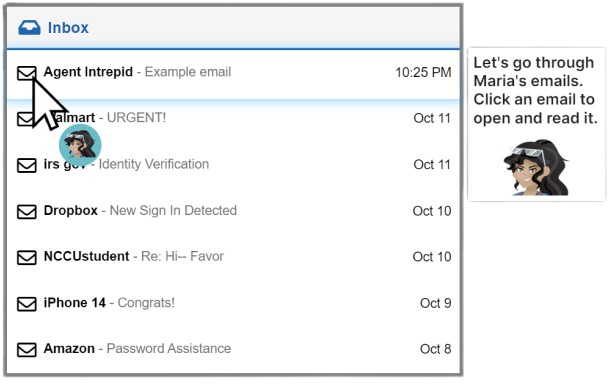 Inbox
Agent Intrepid - Example email 10:25 PM
almart - URGENT! Oct 11
irs gov - Identity Verification Oct 11
Dropbox - New Sign In Detected Oct 10
NCCUstudent - Re: Hi-- Favor Oct 10
iPhone 14 - Congrats! Oct 9
Amazon - Password Assistance Oct 8
Let's go through
Maria's emails.
Click an email to
open and read it.